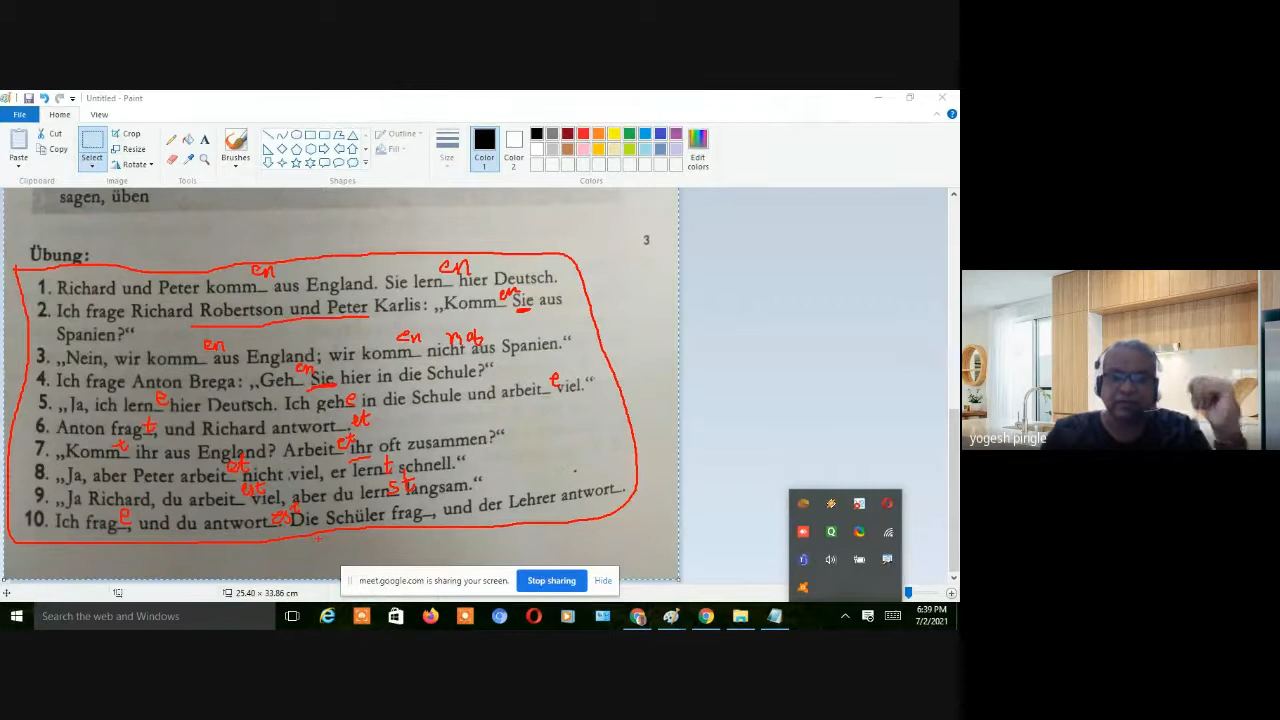 Untitled - Paint
File Home View
Paste
Cut
Copy
Clipboard
Select
Crop
Resize
Rotate
Image
Tools
Brushes
Shapes
Outline
Fill
Size
Color 1
Color 2
Edit colors
Colors
sagen, üben
3
Übung:
en en
1. Richard und Peter komm_ aus England. Sie lern_ hier Deutsch.
en
2. Ich frage Richard Robertson und Peter Karlis: „Komm_ Sie aus
Spanien?“
en en not
3. „Nein, wir komm_ aus England; wir komm_ nicht aus Spanien.“
en
4. Ich frage Anton Brega: „Geh_ Sie hier in die Schule?“
e e e
5. „Ja, ich lern_ hier Deutsch. Ich geh_ in die Schule und arbeit_ viel.“
t et
6. Anton frag_, und Richard antwort_.
t et
7. „Komm_ ihr aus England? Arbeit_ ihr oft zusammen?“
et t
8. „Ja, aber Peter arbeit_ nicht viel, er lern_ schnell.“
est st
9. „Ja Richard, du arbeit_ viel, aber du lern_ langsam.“
e est
10. Ich frag_, und du antwort_. Die Schüler frag_, und der Lehrer antwort_.
yogesh pingle
meet.google.com is sharing your screen.
Stop sharing
Hide
25.40 × 33.86 cm
Search the web and Windows
6:39 PM
7/2/2021